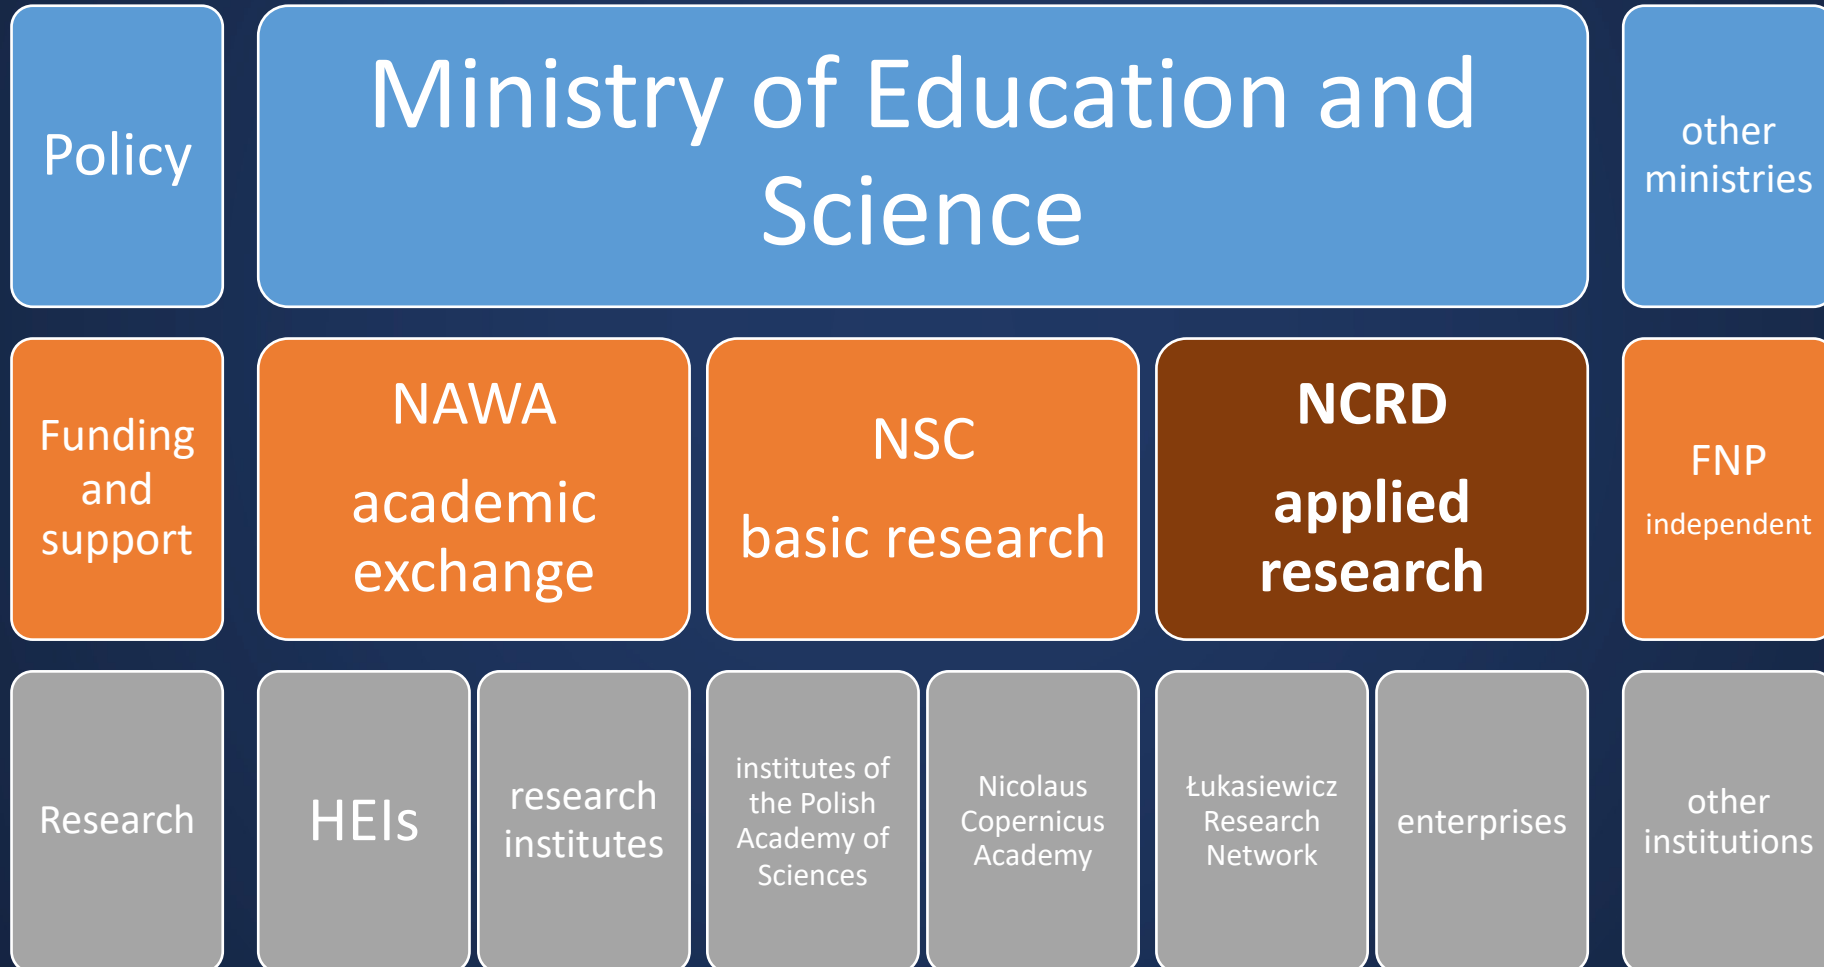 Policy
Ministry of Education and
Science
other
ministries
Funding
and
support
NAWA
academic
exchange
NSC
basic research
NCRD
applied
research
FNP
independent
Research
HEIs
research
institutes
institutes of
the Polish
Academy of
Sciences
Nicolaus
Copernicus
Academy
Łukasiewicz
Research
Network
enterprises
other
institutions